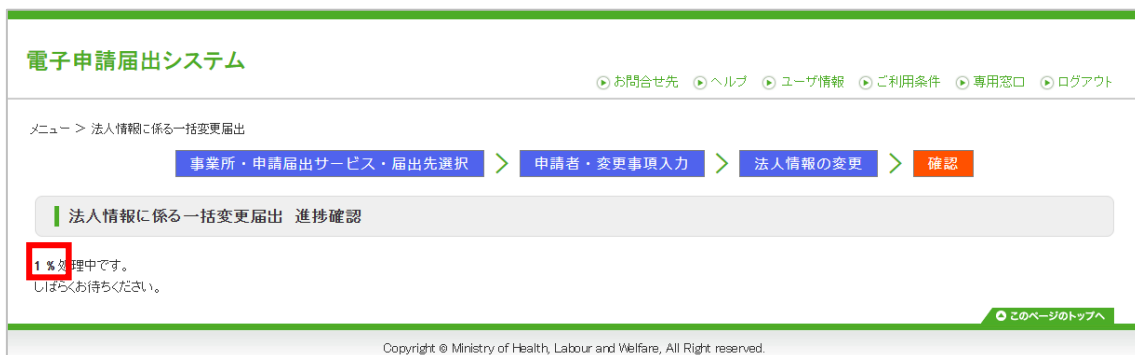 電子申請届出システム
お問合せ先 ヘルプ ユーザ情報 ご利用条件 専用窓口 ログアウト
メニュー > 法人情報に係る一括変更届出
事業所・申請届出サービス・届出先選択 > 申請者・変更事項入力 > 法人情報の変更 > 確認
法人情報に係る一括変更届出 進捗確認
1 %処理中です。
しばらくお待ちください。
このページのトップへ
Copyright © Ministry of Health, Labour and Welfare, All Right reserved.